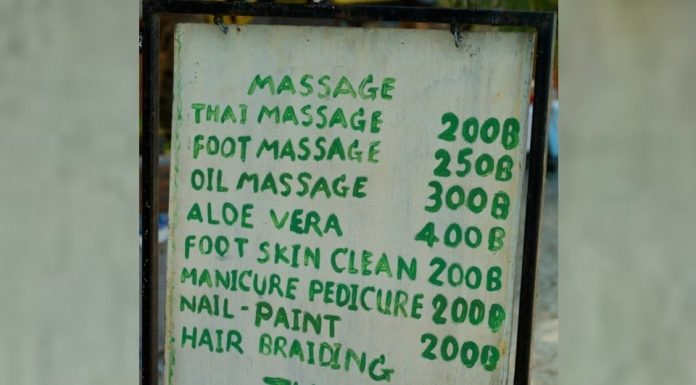 MASSAGE
THAI MASSAGE 200B
FOOT MASSAGE 250B
OIL MASSAGE 300B
ALOE VERA 400B
FOOT SKIN CLEAN 200B
MANICURE PEDICURE 200B
NAIL-PAINT 200B
HAIR BRAIDING